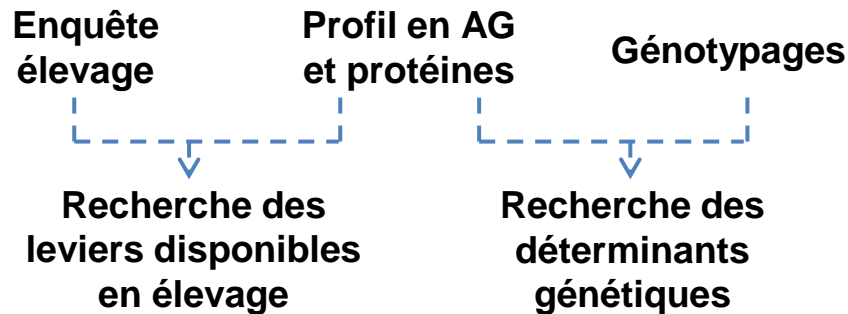 Enquête
élevage
Profil en AG
et protéines
Génotypages
Recherche des
leviers disponibles
en élevage
Recherche des
déterminants
génétiques